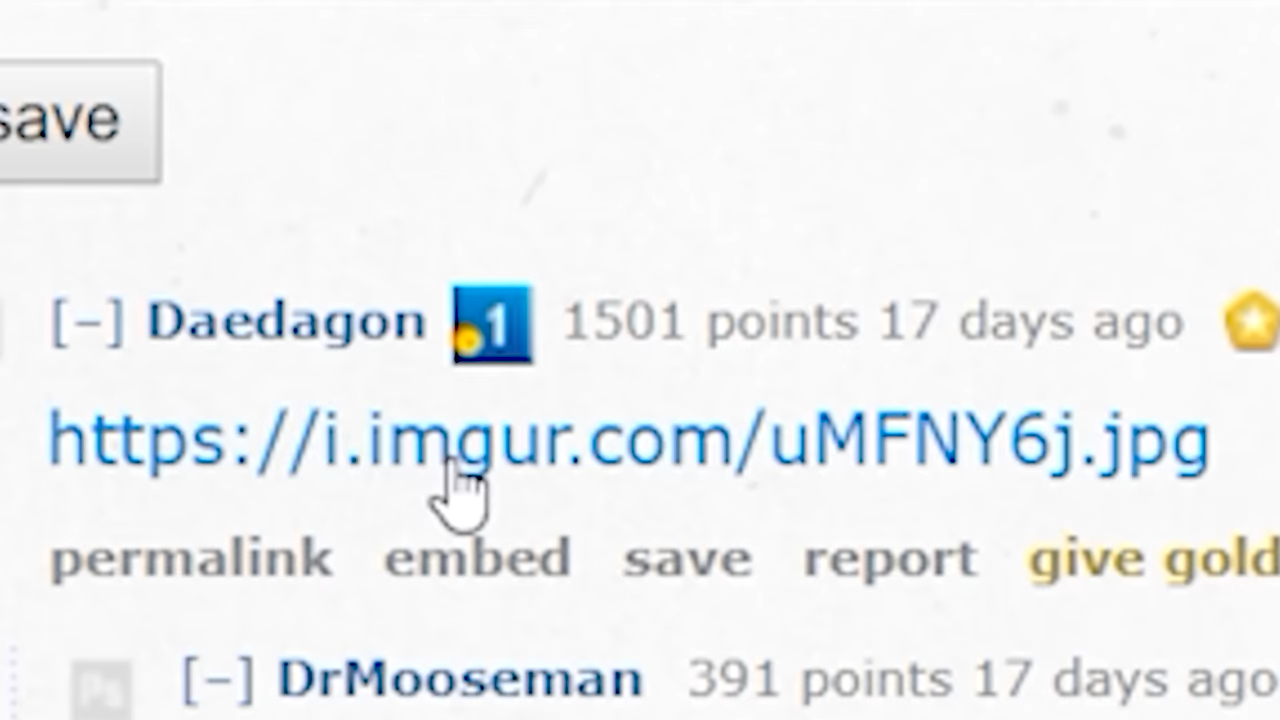 save
[–] Daedagon 1 1501 points 17 days ago
https://i.imgur.com/uMFNY6j.jpg
permalink embed save report give gold
Ps [–] DrMooseman 391 points 17 days ago